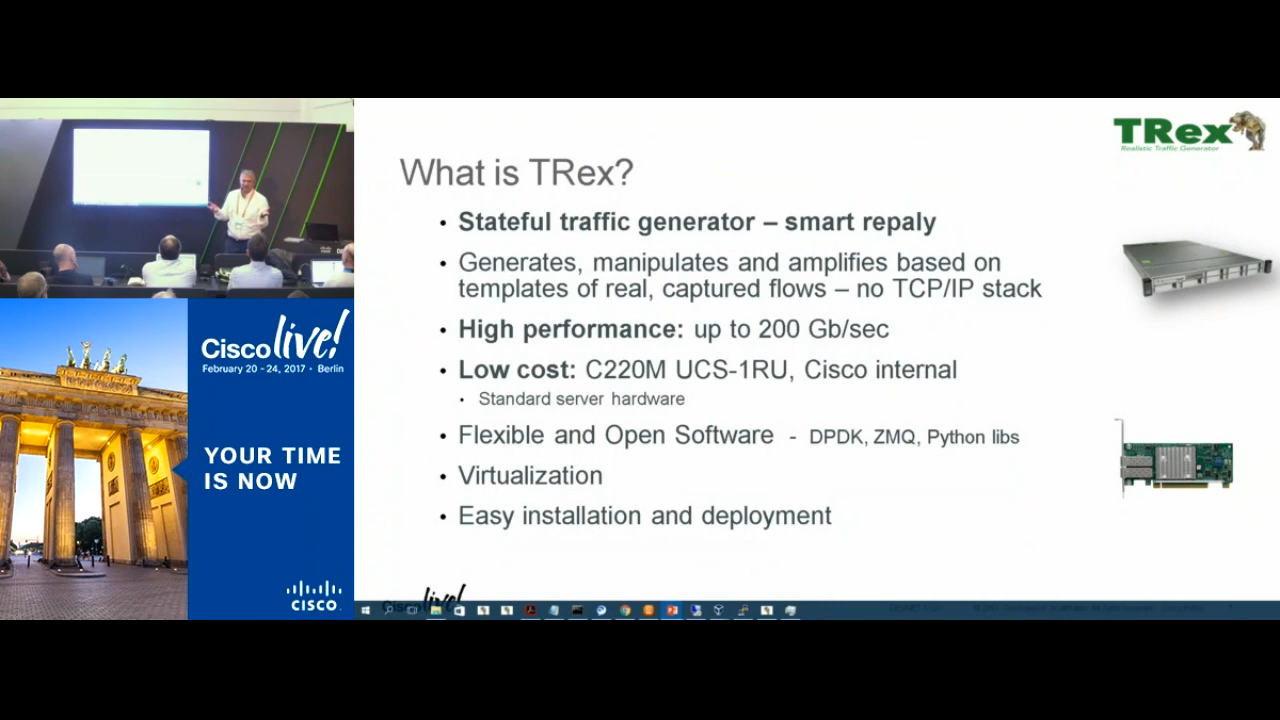 TRex
Realistic Traffic Generator
What is TRex?
• Stateful traffic generator – smart repaly
• Generates, manipulates and amplifies based on
templates of real, captured flows – no TCP/IP stack
• High performance: up to 200 Gb/sec
• Low cost: C220M UCS-1RU, Cisco internal
• Standard server hardware
• Flexible and Open Software - DPDK, ZMQ, Python libs
• Virtualization
• Easy installation and deployment
Cisco live!
February 20 - 24, 2017 • Berlin
YOUR TIME
IS NOW
CISCO
Cisco live!